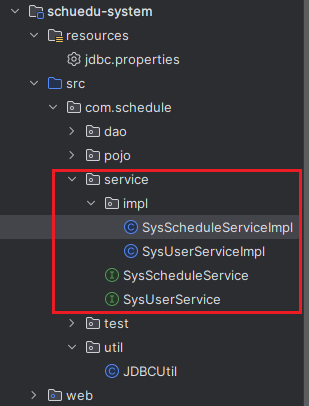 schuedu-system
resources
jdbc.properties
src
com.schedule
dao
pojo
service
impl
SysScheduleServiceImpl
SysUserServiceImpl
SysScheduleService
SysUserService
test
util
JDBCUtil
web